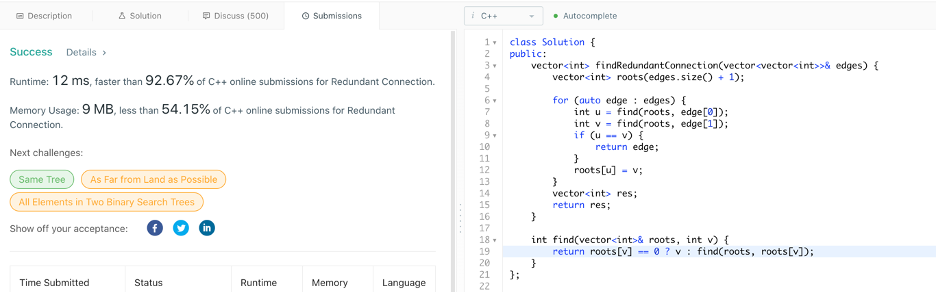 Description
Solution
Discuss (500)
Submissions
i C++
Autocomplete
Success Details >
Runtime: 12 ms, faster than 92.67% of C++ online submissions for Redundant Connection.
Memory Usage: 9 MB, less than 54.15% of C++ online submissions for Redundant
Connection.
Next challenges:
Same Tree
As Far from Land as Possible
All Elements in Two Binary Search Trees
Show off your acceptance:
f
in
Time Submitted Status Runtime Memory Language
1 class Solution {
2 public:
3     vector<int> findRedundantConnection(vector<vector<int>>& edges) {
4         vector<int> roots(edges.size() + 1);
5
6         for (auto edge : edges) {
7             int u = find(roots, edge[0]);
8             int v = find(roots, edge[1]);
9             if (u == v) {
10                 return edge;
11             }
12             roots[u] = v;
13         }
14         vector<int> res;
15         return res;
16     }
17
18     int find(vector<int>& roots, int v) {
19         return roots[v] == 0 ? v : find(roots, roots[v]);
20     }
21 };
22